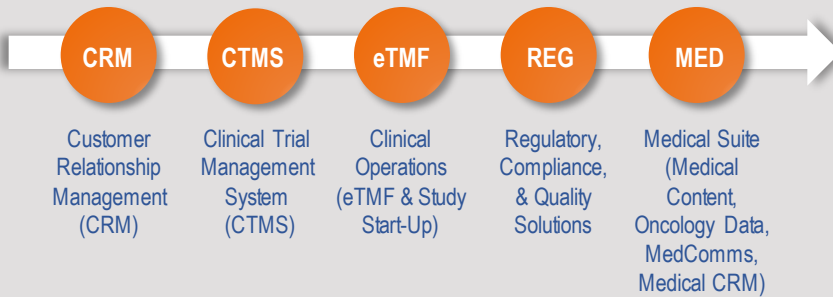 CRM
CTMS
eTMF
REG
MED
Customer
Relationship
Management
(CRM)
Clinical Trial
Management
System
(CTMS)
Clinical
Operations
(eTMF & Study
Start-Up)
Regulatory,
Compliance,
& Quality
Solutions
Medical Suite
(Medical
Content,
Oncology Data,
MedComms,
Medical CRM)